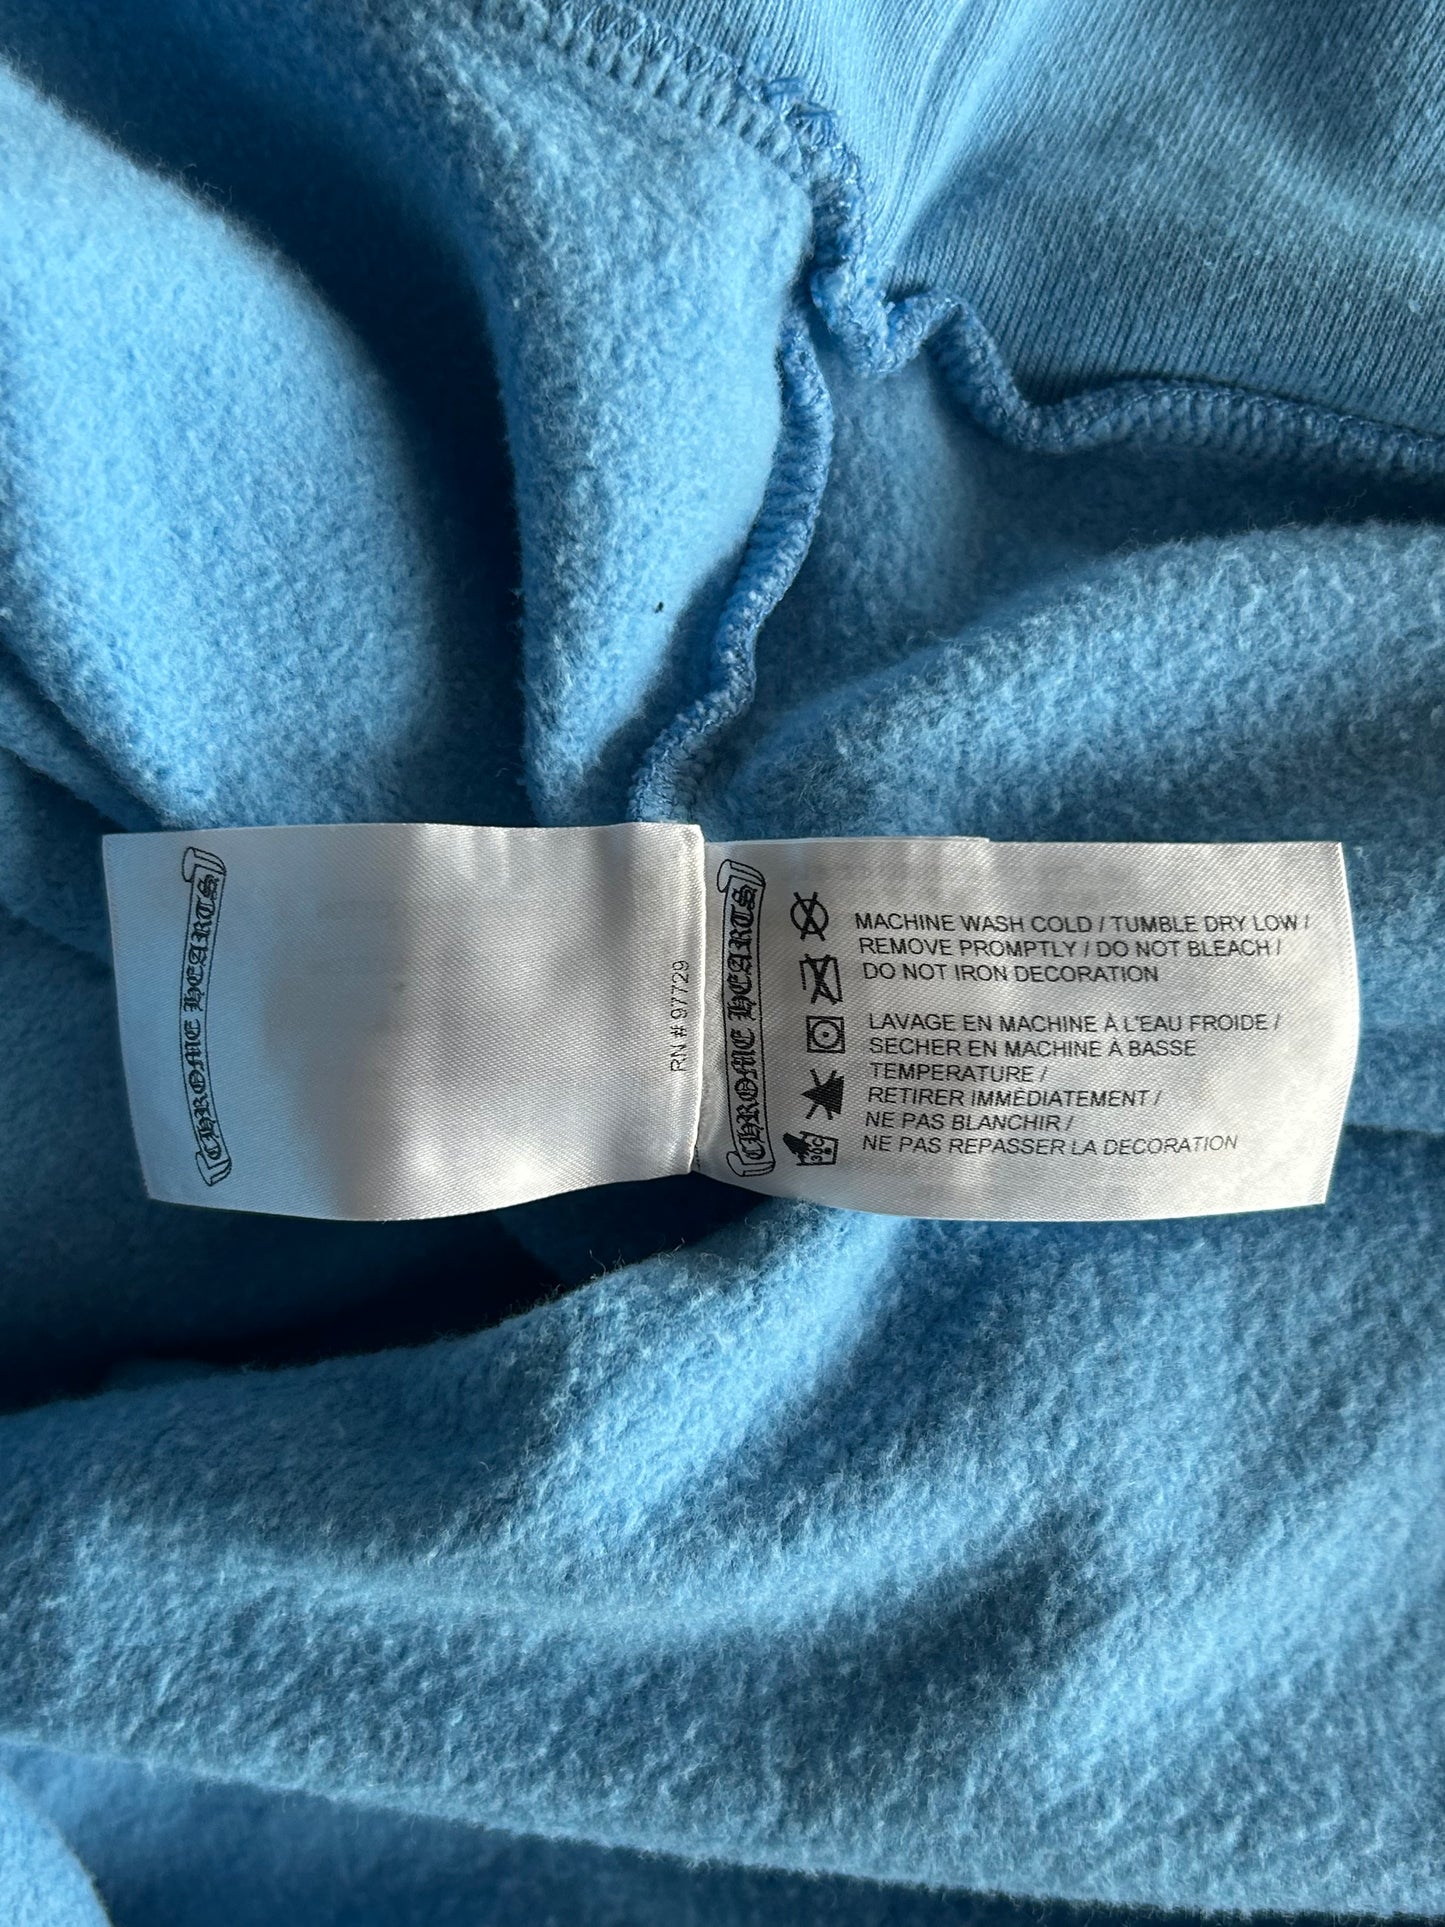 CHROME HEARTS
RN # 97729
CHROME HEARTS
MACHINE WASH COLD / TUMBLE DRY LOW /
REMOVE PROMPTLY / DO NOT BLEACH /
DO NOT IRON DECORATION
LAVAGE EN MACHINE À L'EAU FROIDE /
SECHER EN MACHINE À BASSE
TEMPERATURE /
RETIRER IMMÉDIATEMENT /
NE PAS BLANCHIR /
NE PAS REPASSER LA DECORATION
30C